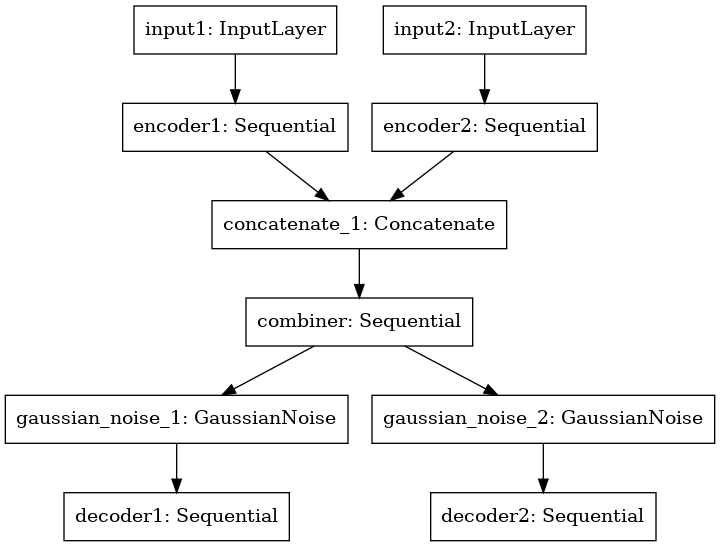 input1: InputLayer
input2: InputLayer
encoder1: Sequential
encoder2: Sequential
concatenate_1: Concatenate
combiner: Sequential
gaussian_noise_1: GaussianNoise
gaussian_noise_2: GaussianNoise
decoder1: Sequential
decoder2: Sequential